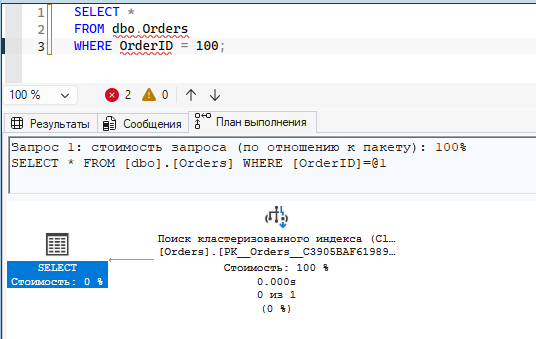 1 SELECT *
2 FROM dbo.Orders
3 WHERE OrderID = 100;
100 % 2 0
Результаты Сообщения План выполнения
Запрос 1: стоимость запроса (по отношению к пакету): 100%
SELECT * FROM [dbo].[Orders] WHERE [OrderID]=@1
SELECT
Стоимость: 0 %
Поиск кластеризованного индекса (Cl…
[Orders].[PK__Orders__C3905BAF61989…
Стоимость: 100 %
0.000s
0 из 1
(0 %)